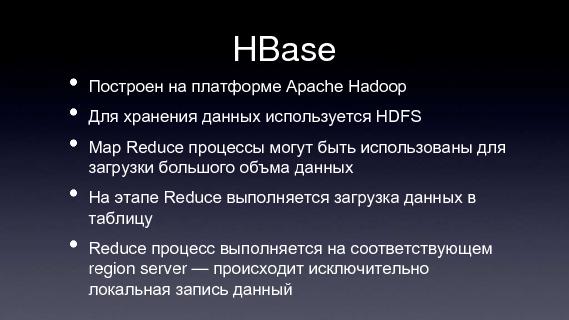 HBase
• Построен на платформе Apache Hadoop
• Для хранения данных используется HDFS
• Map Reduce процессы могут быть использованы для
загрузки большого объма данных
• На этапе Reduce выполняется загрузка данных в
таблицу
• Reduce процесс выполняется на соответствующем
region server — происходит исключительно
локальная запись данный